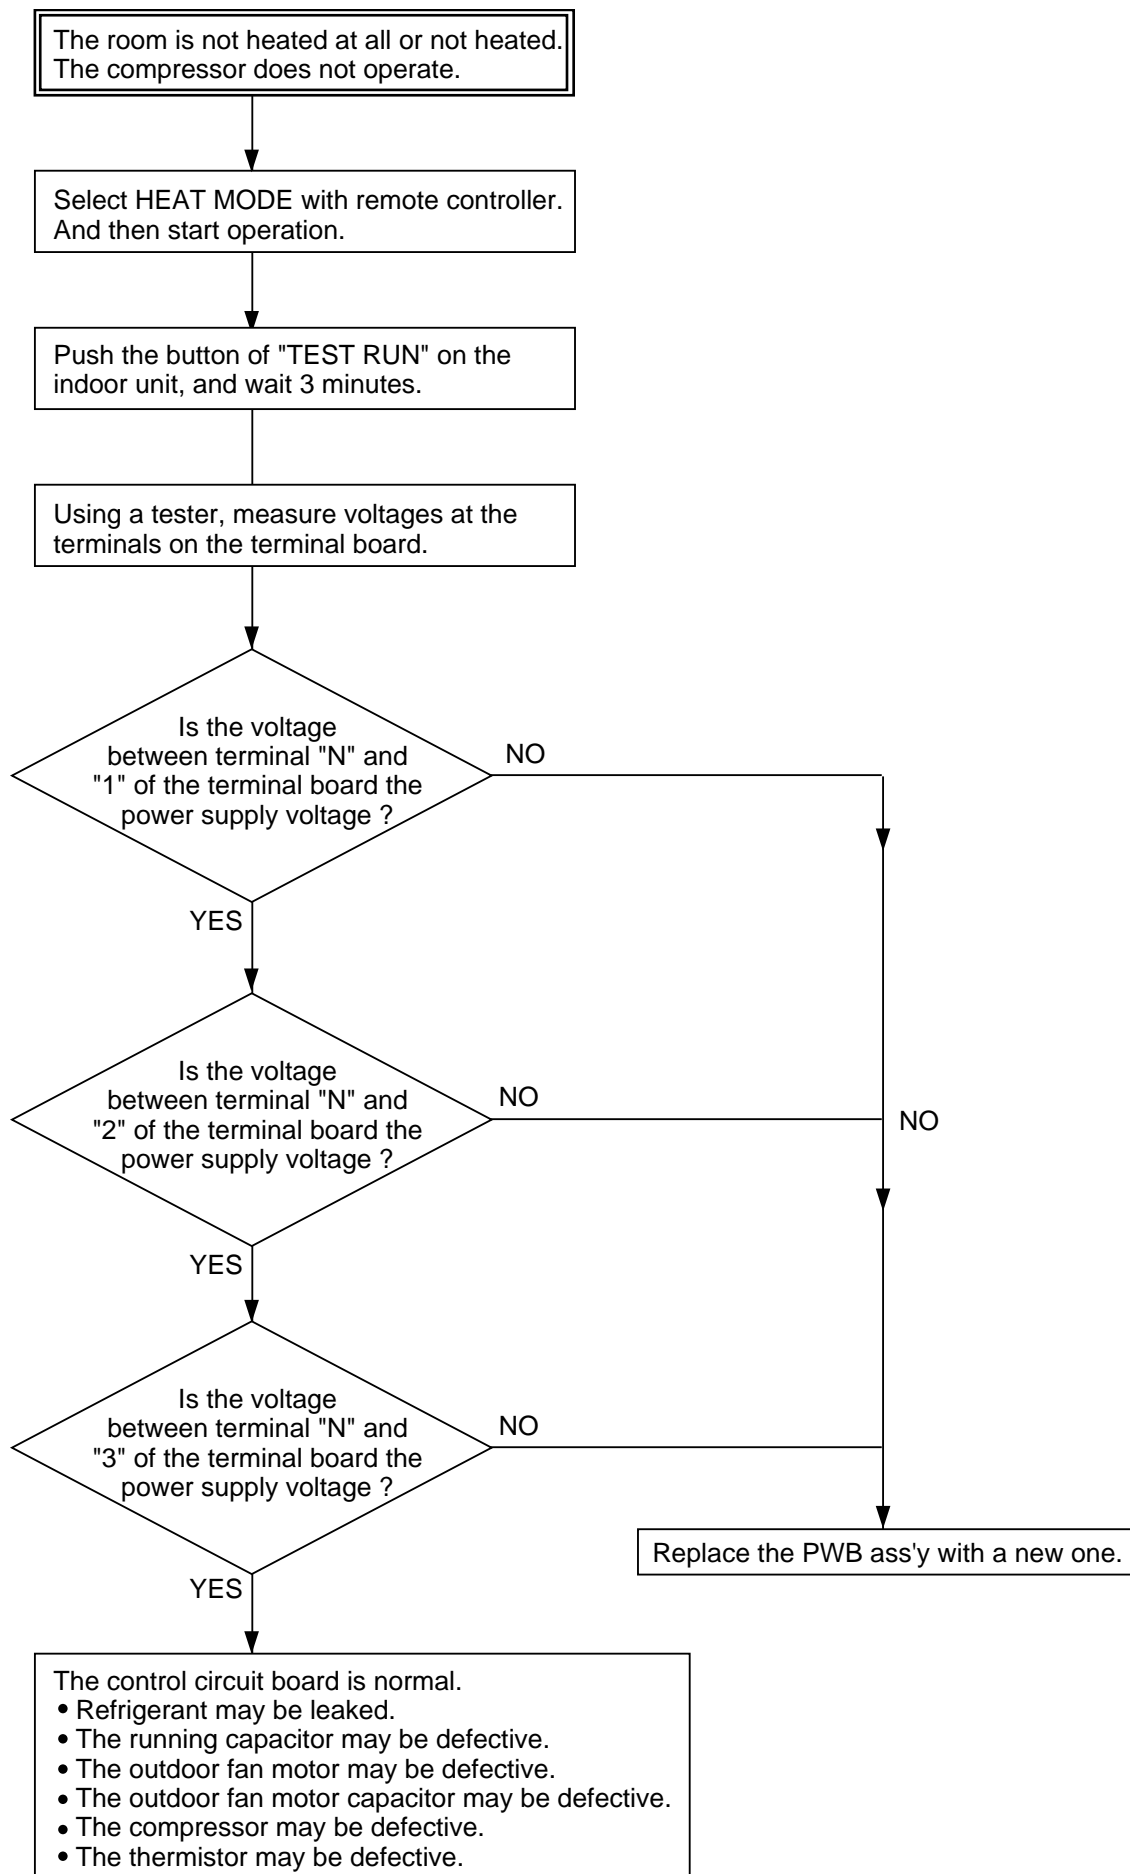 The room is not heated at all or not heated.
The compressor does not operate.
Select HEAT MODE with remote controller.
And then start operation.
Push the button of "TEST RUN" on the
indoor unit, and wait 3 minutes.
Using a tester, measure voltages at the
terminals on the terminal board.
Is the voltage
between terminal "N" and
"1" of the terminal board the
power supply voltage ?
NO
YES
Is the voltage
between terminal "N" and
"2" of the terminal board the
power supply voltage ?
NO
NO
YES
Is the voltage
between terminal "N" and
"3" of the terminal board the
power supply voltage ?
NO
Replace the PWB ass'y with a new one.
YES
The control circuit board is normal.
• Refrigerant may be leaked.
• The running capacitor may be defective.
• The outdoor fan motor may be defective.
• The outdoor fan motor capacitor may be defective.
• The compressor may be defective.
• The thermistor may be defective.